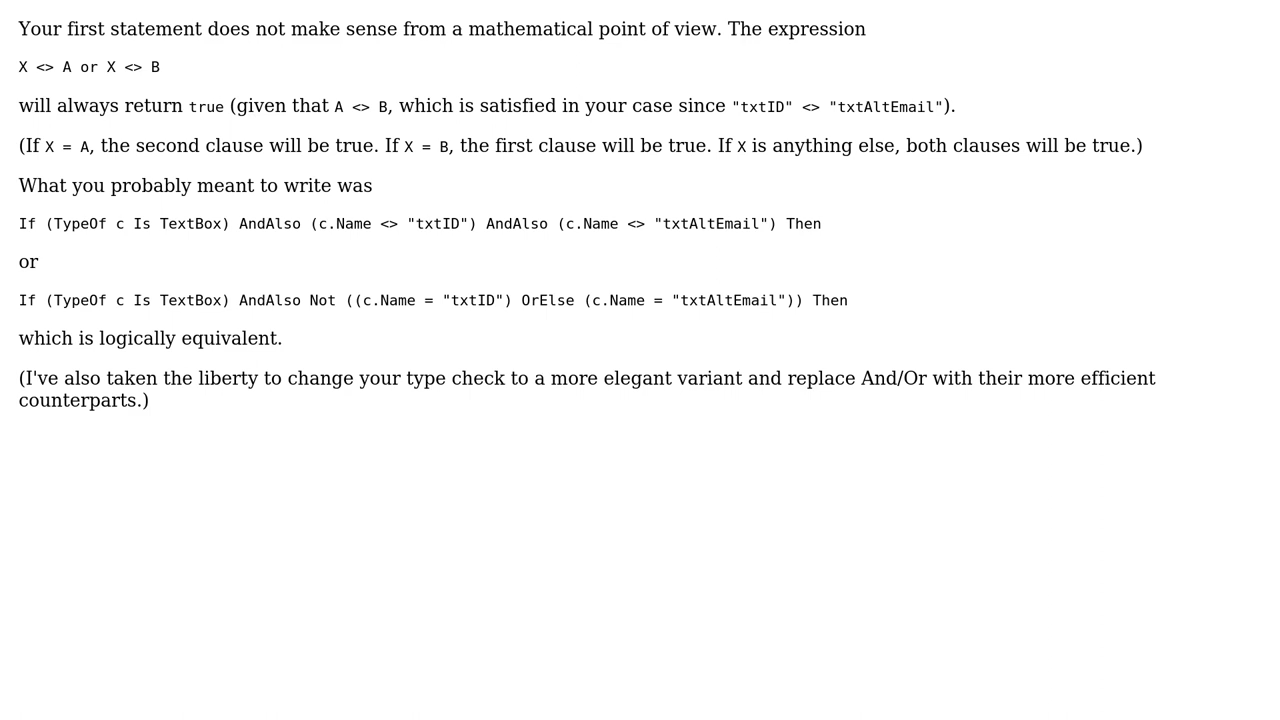 Your first statement does not make sense from a mathematical point of view. The expression
X <> A or X <> B
will always return true (given that A <> B, which is satisfied in your case since "txtID" <> "txtAltEmail").
(If X = A, the second clause will be true. If X = B, the first clause will be true. If X is anything else, both clauses will be true.)
What you probably meant to write was
If (TypeOf c Is TextBox) AndAlso (c.Name <> "txtID") AndAlso (c.Name <> "txtAltEmail") Then
or
If (TypeOf c Is TextBox) AndAlso Not ((c.Name = "txtID") OrElse (c.Name = "txtAltEmail")) Then
which is logically equivalent.
(I've also taken the liberty to change your type check to a more elegant variant and replace And/Or with their more efficient
counterparts.)